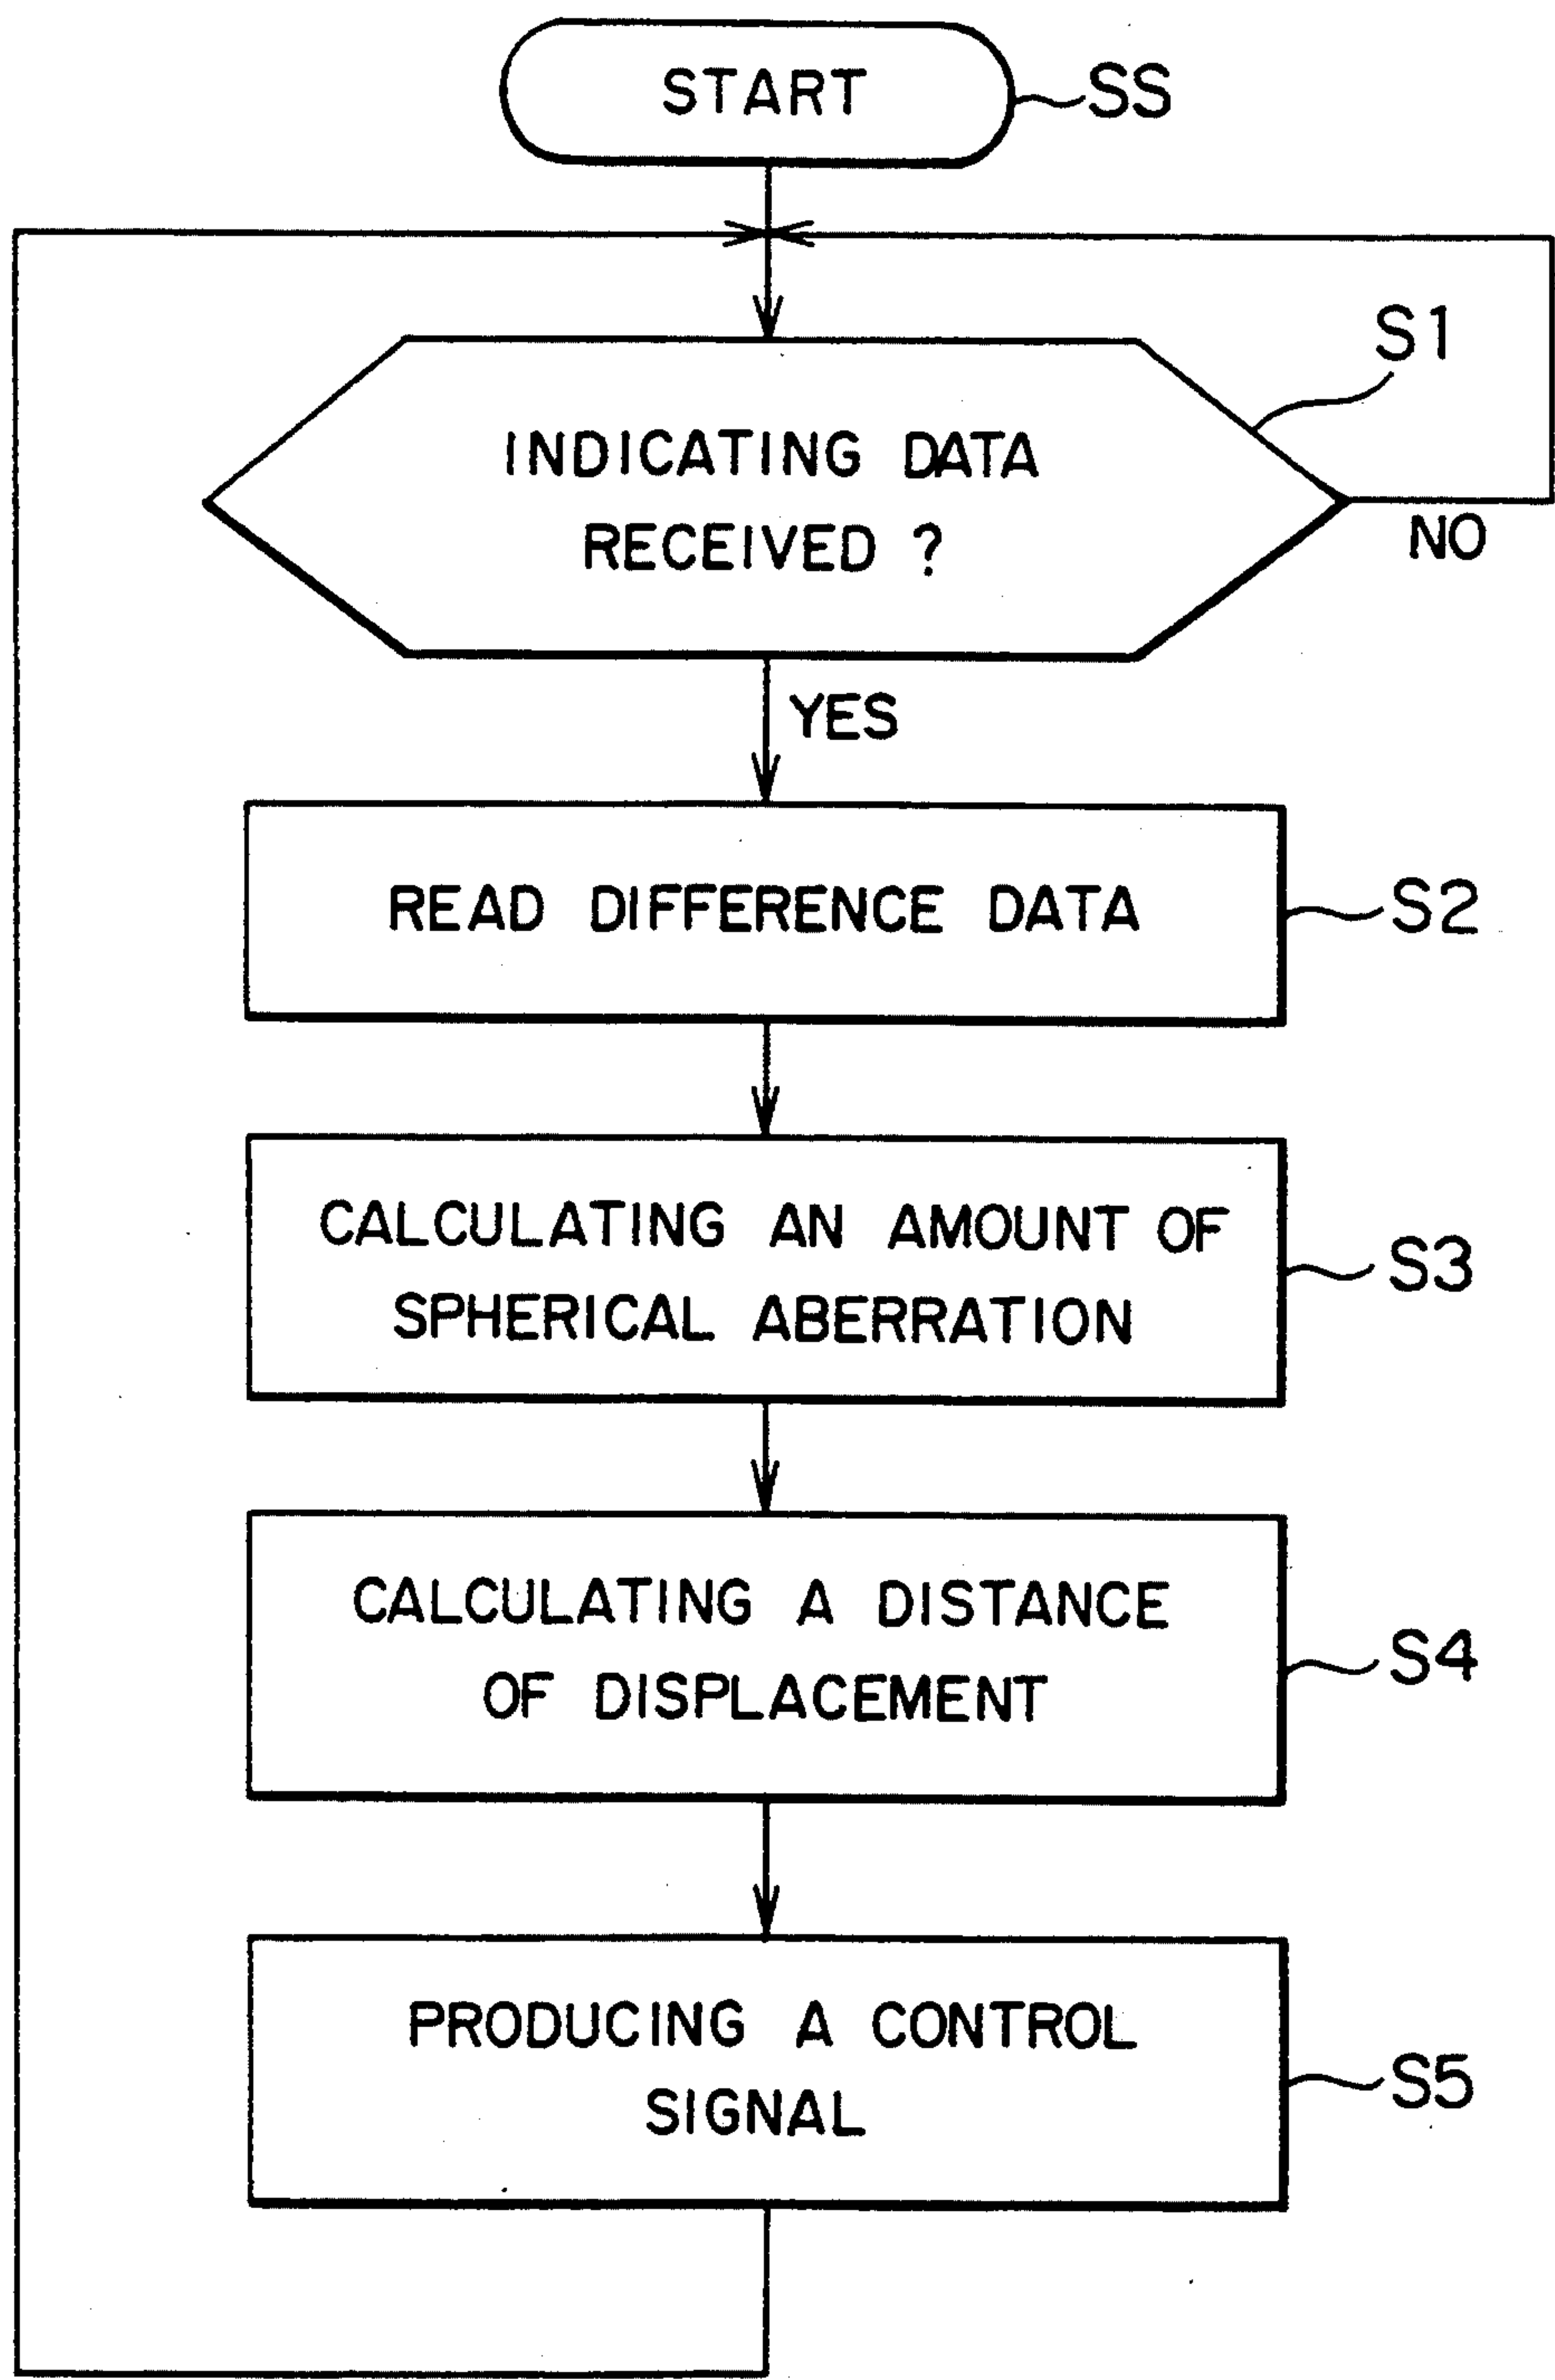 START
SS
S1
INDICATING DATA
RECEIVED ?
NO
YES
READ DIFFERENCE DATA
S2
CALCULATING AN AMOUNT OF
SPHERICAL ABERRATION
S3
CALCULATING A DISTANCE
OF DISPLACEMENT
S4
PRODUCING A CONTROL
SIGNAL
S5